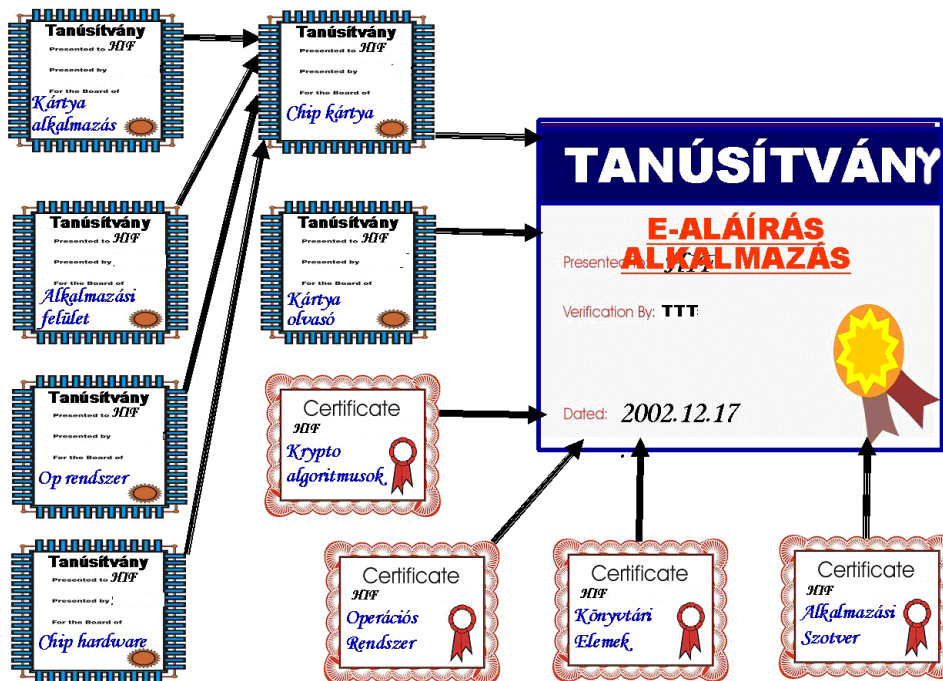 Tanúsítvány
Presented to HIF
Presented by
For the Board of
Kártya
alkalmazás
Tanúsítvány
Presented to HIF
Presented by
For the Board of
Chip kártya
TANÚSÍTVÁNY
E-ALÁÍRÁS
ALKALMAZÁS
Presented to: HIF
Verification By: TTT
Dated: 2002.12.17
Tanúsítvány
Presented to HIF
Presented by
For the Board of
Alkalmazási
felület
Tanúsítvány
Presented to HIF
Presented by
For the Board of
Kártya
olvasó
Tanúsítvány
Presented to HIF
Presented by
For the Board of
Op rendszer
Certificate
HIF
Krypto
algoritmusok
Tanúsítvány
Presented to HIF
Presented by
For the Board of
Chip hardware
Certificate
HIF
Operációs
Rendszer
Certificate
HIF
Könyvtári
Elemek
Certificate
HIF
Alkalmazási
Szotver